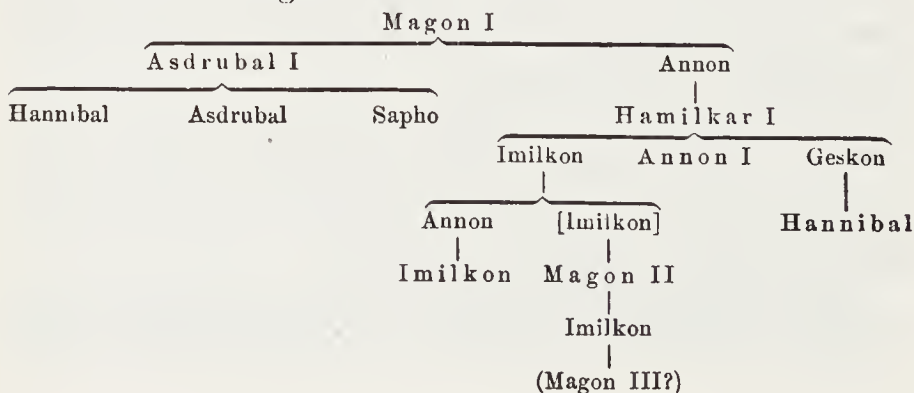 Magon I
Asdrubal I Annon
Hannibal Asdrubal Sapho Hamilkar I
Imilkon Annon I Geskon
Annon [Imilkon] Hannibal
Imilkon Magon II
Imilkon
(Magon III?)